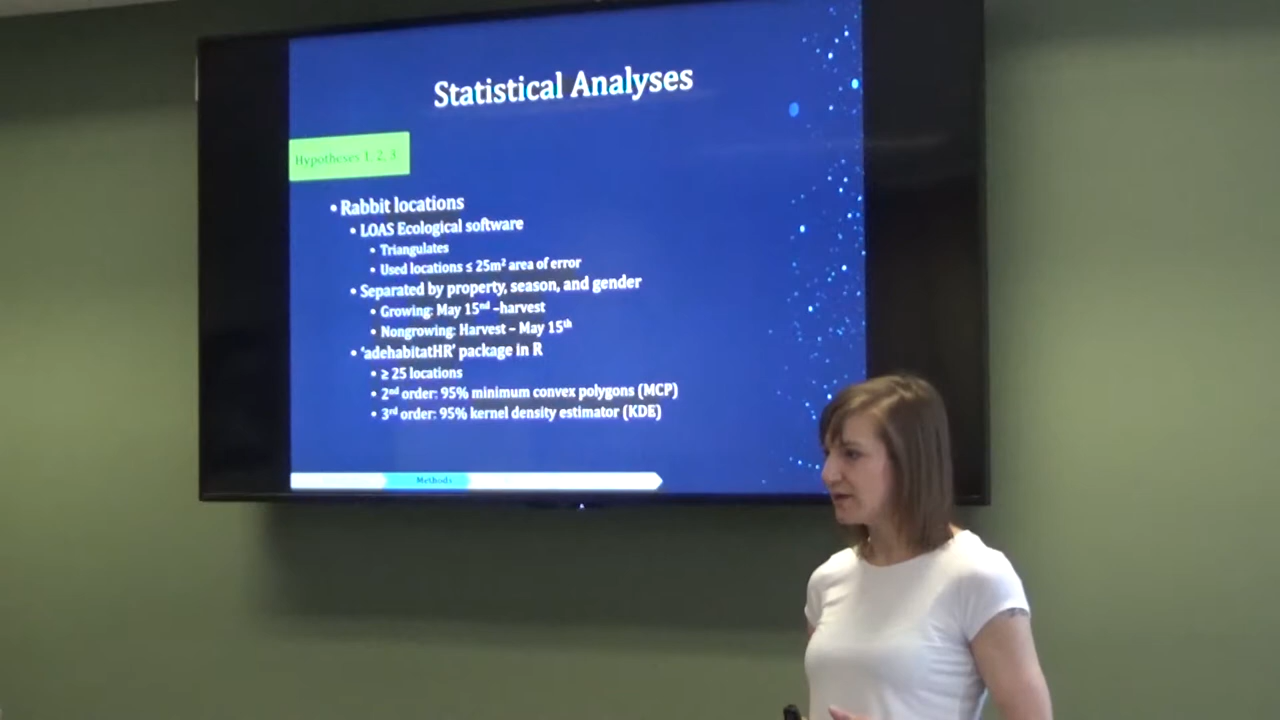 Statistical Analyses
Hypotheses 1, 2, 3
• Rabbit locations
• LOAS Ecological software
• Triangulates
• Used locations ≤ 25m² area of error
• Separated by property, season, and gender
• Growing: May 15ⁿᵈ –harvest
• Nongrowing: Harvest – May 15ᵗʰ
• ‘adehabitatHR’ package in R
• ≥ 25 locations
• 2ⁿᵈ order: 95% minimum convex polygons (MCP)
• 3ʳᵈ order: 95% kernel density estimator (KDE)
Methods